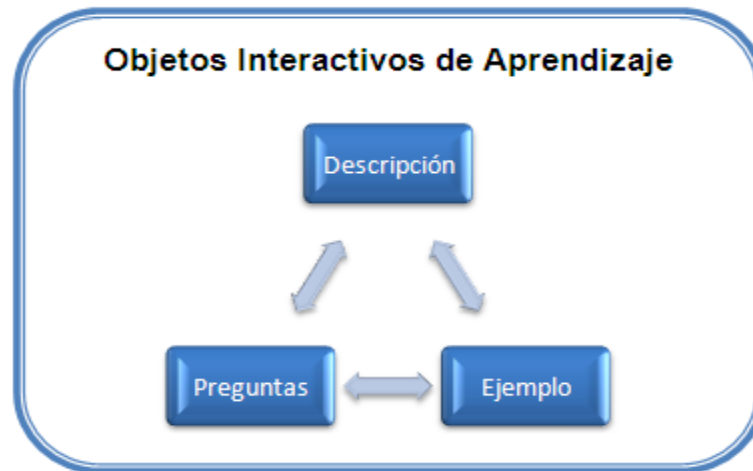 Objetos Interactivos de Aprendizaje
Descripción
Preguntas
Ejemplo